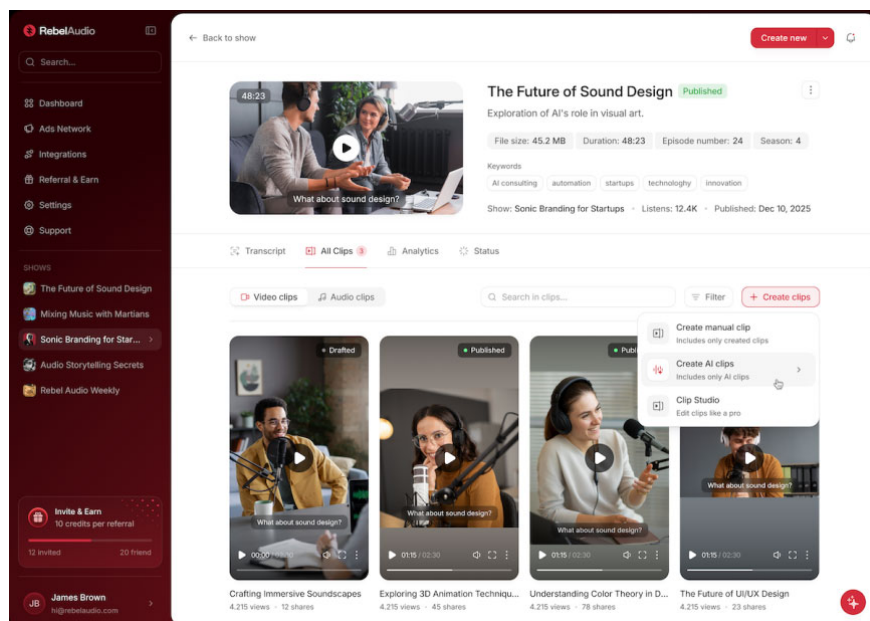 RebelAudio
Search...
Dashboard
Ads Network
Integrations
Referral & Earn
Settings
Support
SHOWS
The Future of Sound Design
Mixing Music with Martians
Sonic Branding for Star...
Audio Storytelling Secrets
Rebel Audio Weekly
Invite & Earn
10 credits per referral
12 invited
20 friend
JB
James Brown
hi@rebelaudio.com
Back to show
Create new
48:23
What about sound design?
The Future of Sound Design
Published
Exploration of AI's role in visual art.
File size: 45.2 MB
Duration: 48:23
Episode number: 24
Season: 4
Keywords
AI consulting
automation
startups
technologhy
innovation
Show: Sonic Branding for Startups
Listens: 12.4K
Published: Dec 10, 2025
Transcript
All Clips 3
Analytics
Status
Video clips
Audio clips
Search in clips...
Filter
+ Create clips
Create manual clip
Includes only created clips
Create AI clips
Includes only AI clips
Clip Studio
Edit clips like a pro
Drafted
What about sound design?
00:00 / 02:30
Crafting Immersive Soundscapes
4.215 views · 12 shares
Published
What about sound design?
01:15 / 02:30
Exploring 3D Animation Techniqu...
4.215 views · 45 shares
Publ
What about sound design?
01:15 / 02:30
Understanding Color Theory in D...
4.215 views · 78 shares
What about sound design?
01:15 / 02:30
The Future of UI/UX Design
4.215 views · 23 shares